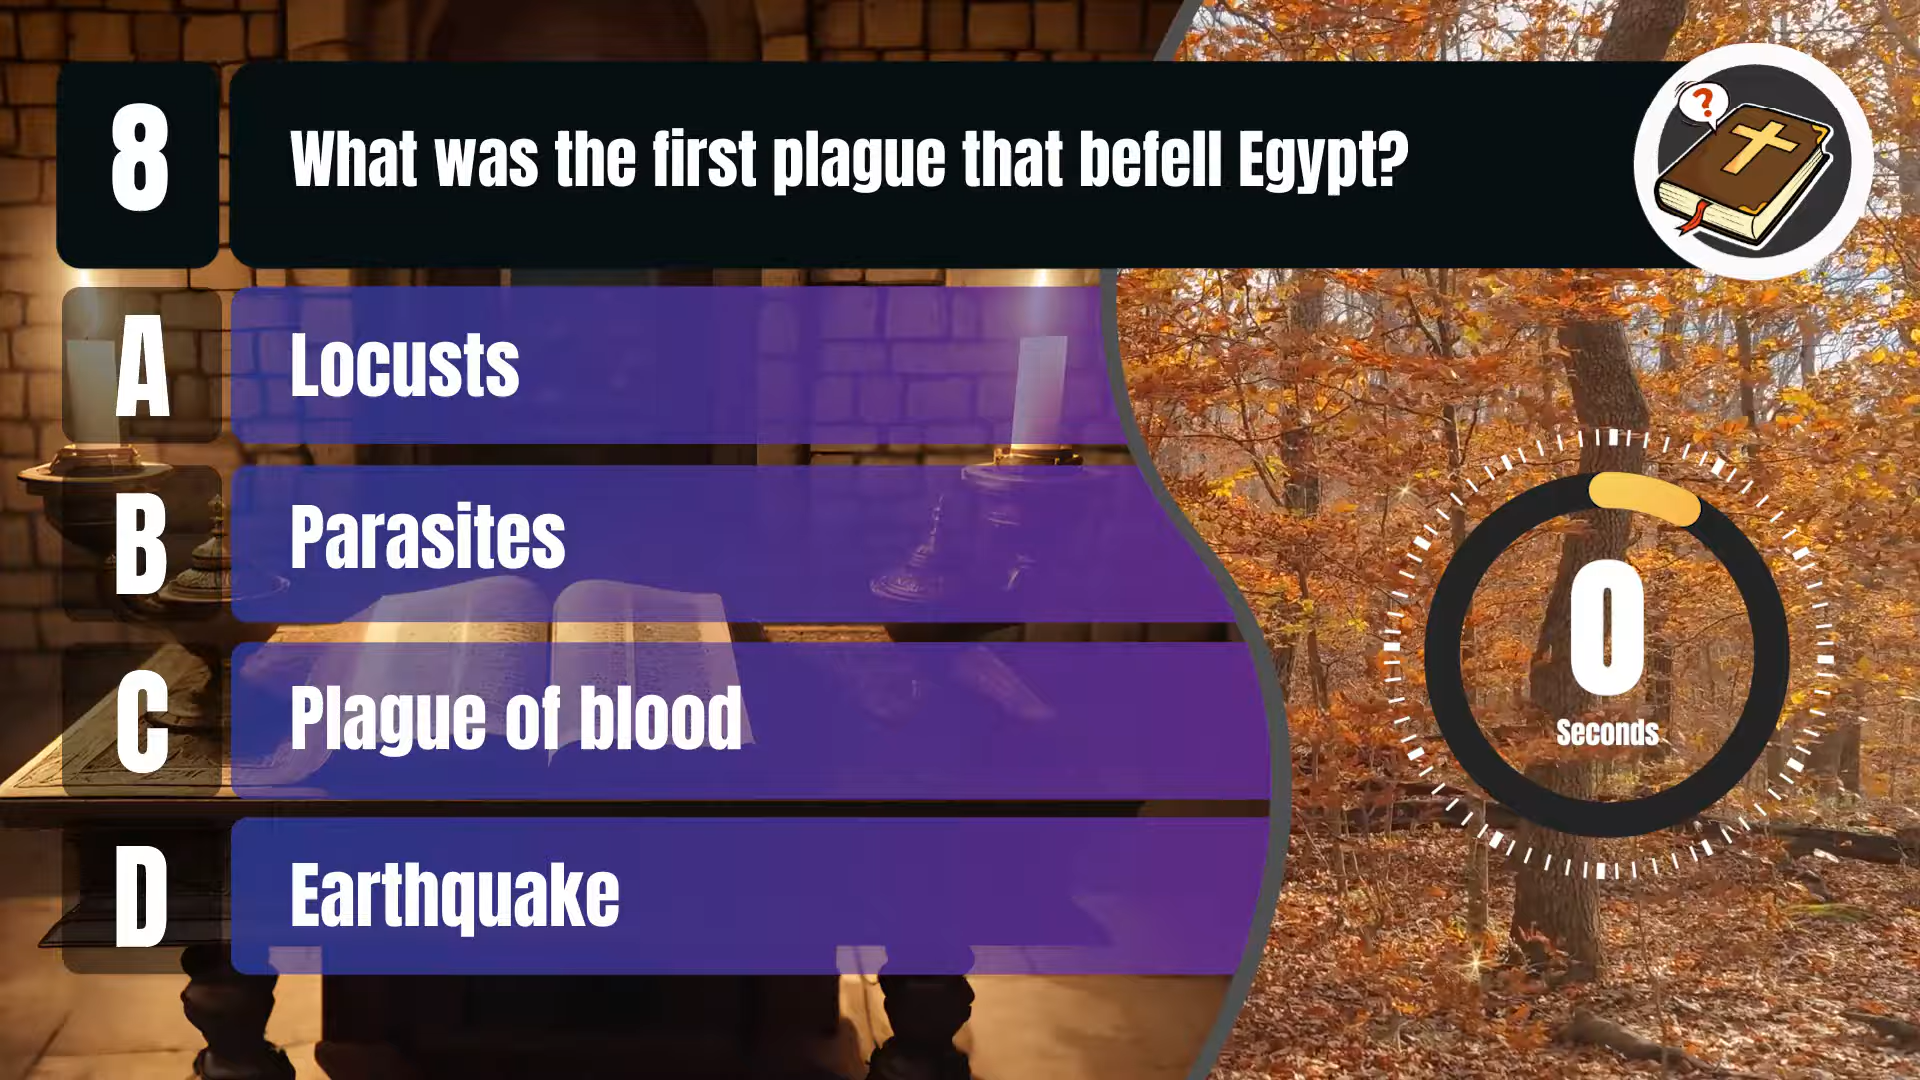 8
What was the first plague that befell Egypt?
?
A
Locusts
B
Parasites
C
Plague of blood
D
Earthquake
0
Seconds